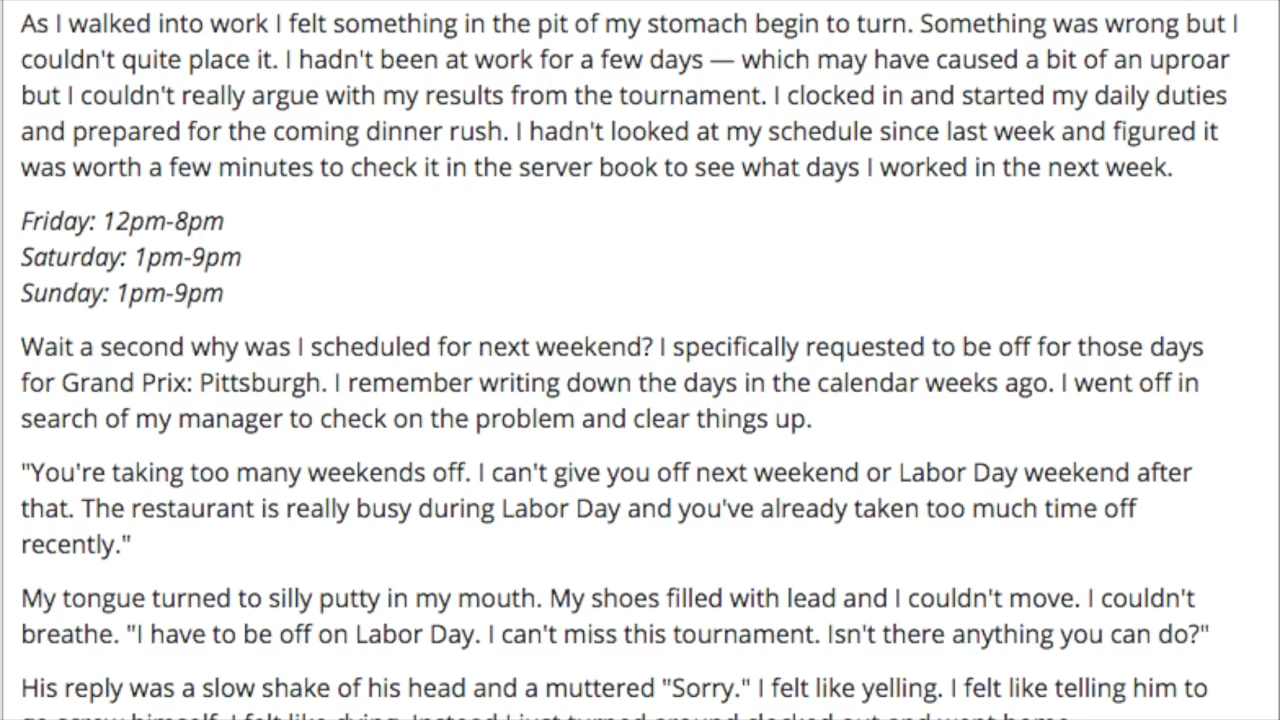 As I walked into work I felt something in the pit of my stomach begin to turn. Something was wrong but I
couldn't quite place it. I hadn't been at work for a few days — which may have caused a bit of an uproar
but I couldn't really argue with my results from the tournament. I clocked in and started my daily duties
and prepared for the coming dinner rush. I hadn't looked at my schedule since last week and figured it
was worth a few minutes to check it in the server book to see what days I worked in the next week.
Friday: 12pm-8pm
Saturday: 1pm-9pm
Sunday: 1pm-9pm
Wait a second why was I scheduled for next weekend? I specifically requested to be off for those days
for Grand Prix: Pittsburgh. I remember writing down the days in the calendar weeks ago. I went off in
search of my manager to check on the problem and clear things up.
"You're taking too many weekends off. I can't give you off next weekend or Labor Day weekend after
that. The restaurant is really busy during Labor Day and you've already taken too much time off
recently."
My tongue turned to silly putty in my mouth. My shoes filled with lead and I couldn't move. I couldn't
breathe. "I have to be off on Labor Day. I can't miss this tournament. Isn't there anything you can do?"
His reply was a slow shake of his head and a muttered "Sorry." I felt like yelling. I felt like telling him to